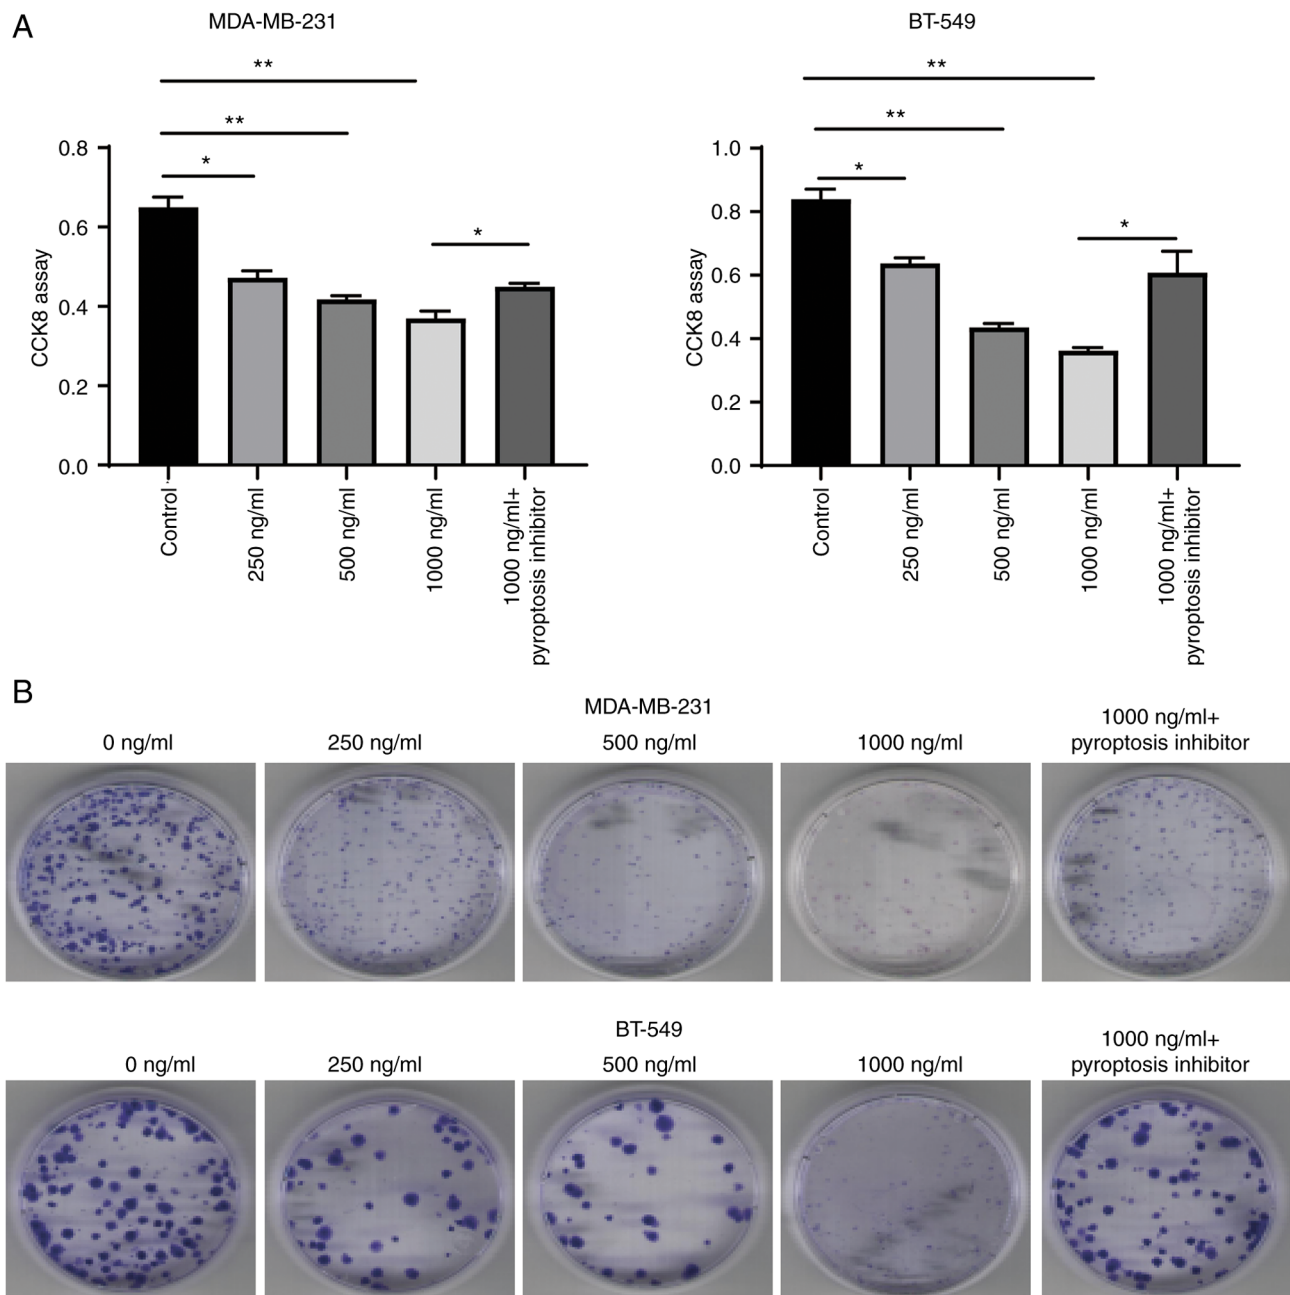 A
MDA-MB-231
**
**
*
*
0.8
0.6
0.4
0.2
0.0
CCK8 assay
Control
250 ng/ml
500 ng/ml
1000 ng/ml
1000 ng/ml+
pyroptosis inhibitor
BT-549
**
**
*
*
1.0
0.8
0.6
0.4
0.2
0.0
CCK8 assay
Control
250 ng/ml
500 ng/ml
1000 ng/ml
1000 ng/ml+
pyroptosis inhibitor
B
MDA-MB-231
0 ng/ml
250 ng/ml
500 ng/ml
1000 ng/ml
1000 ng/ml+
pyroptosis inhibitor
BT-549
0 ng/ml
250 ng/ml
500 ng/ml
1000 ng/ml
1000 ng/ml+
pyroptosis inhibitor